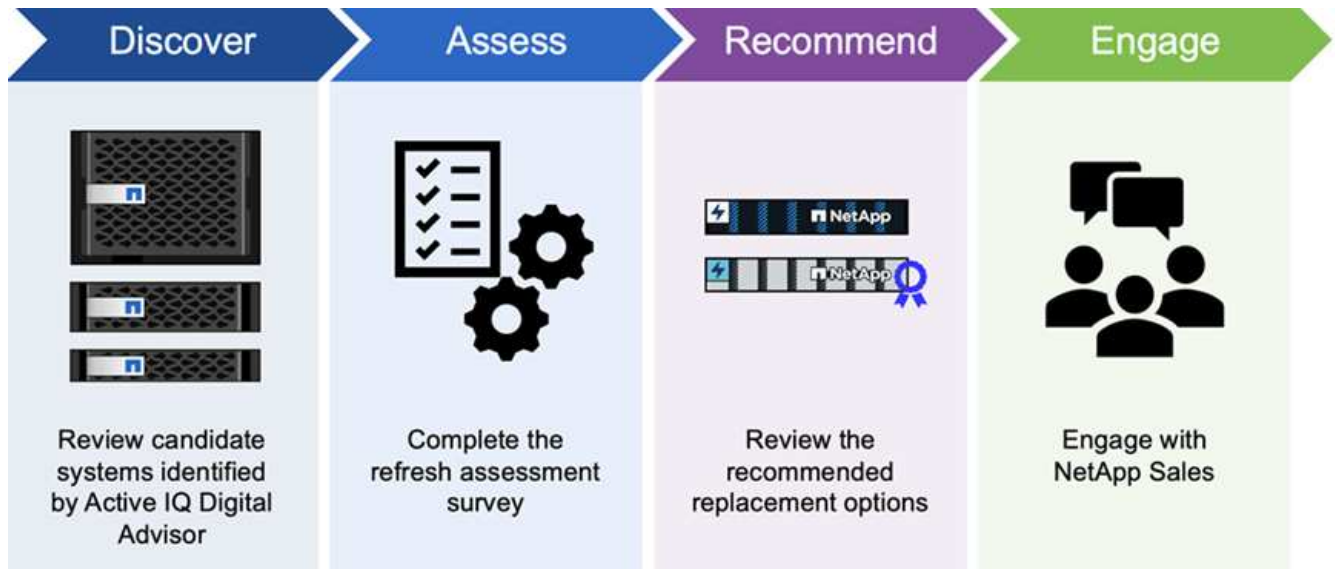 Discover
Assess
Recommend
Engage
NetApp
NetApp
Review candidate
systems identified
by Active IQ Digital
Advisor
Complete the
refresh assessment
survey
Review the
recommended
replacement options
Engage with
NetApp Sales